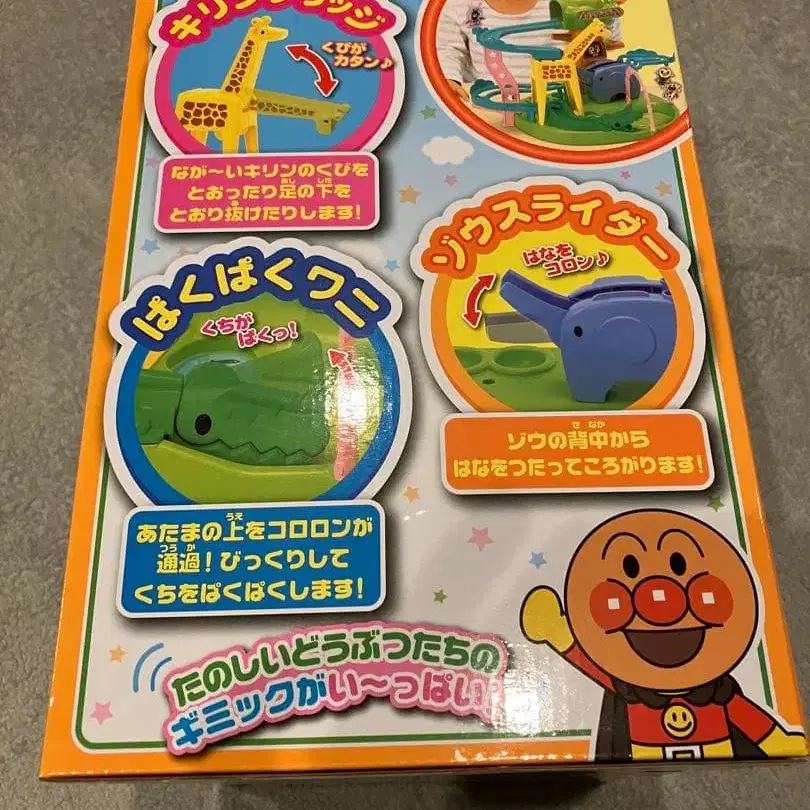 キリンブリッジ
くびが
カタン♪
なが〜いキリンのくびを
とおったり足の下を
とおり抜けたりします!
ゾウスライダー
はなを
コロン♪
ゾウの背中から
はなをつたってころがります!
ぱくぱくワニ
くちが
ぱくっ!
あたまの上をコロロンが
通過!びっくりして
くちをぱくぱくします!
たのしいどうぶつたちの
ギミックがい〜っぱい